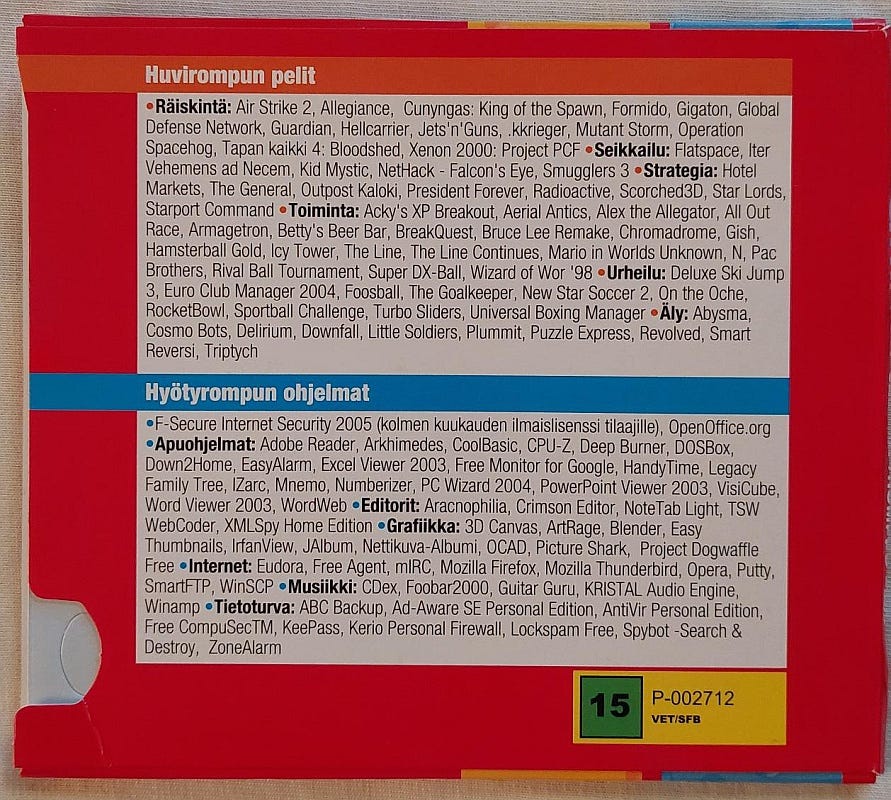 Huvirompun pelit
•Räiskintä: Air Strike 2, Allegiance, Cunyngas: King of the Spawn, Formido, Gigaton, Global
Defense Network, Guardian, Hellcarrier, Jets'n'Guns, .kkrieger, Mutant Storm, Operation
Spacehog, Tapan kaikki 4: Bloodshed, Xenon 2000: Project PCF •Seikkailu: Flatspace, Iter
Vehemens ad Necem, Kid Mystic, NetHack - Falcon's Eye, Smugglers 3 •Strategia: Hotel
Markets, The General, Outpost Kaloki, President Forever, Radioactive, Scorched3D, Star Lords,
Starport Command •Toiminta: Acky's XP Breakout, Aerial Antics, Alex the Allegator, All Out
Race, Armagetron, Betty's Beer Bar, BreakQuest, Bruce Lee Remake, Chromadrome, Gish,
Hamsterball Gold, Icy Tower, The Line, The Line Continues, Mario in Worlds Unknown, N, Pac
Brothers, Rival Ball Tournament, Super DX-Ball, Wizard of Wor '98 •Urheilu: Deluxe Ski Jump
3, Euro Club Manager 2004, Foosball, The Goalkeeper, New Star Soccer 2, On the Oche,
RocketBowl, Sportball Challenge, Turbo Sliders, Universal Boxing Manager •Äly: Abysma,
Cosmo Bots, Delirium, Downfall, Little Soldiers, Plummit, Puzzle Express, Revolved, Smart
Reversi, Triptych
Hyötyrompun ohjelmat
•F-Secure Internet Security 2005 (kolmen kuukauden ilmaislisenssi tilaajille), OpenOffice.org
•Apuohjelmat: Adobe Reader, Arkhimedes, CoolBasic, CPU-Z, Deep Burner, DOSBox,
Down2Home, EasyAlarm, Excel Viewer 2003, Free Monitor for Google, HandyTime, Legacy
Family Tree, IZarc, Mnemo, Numberizer, PC Wizard 2004, PowerPoint Viewer 2003, VisiCube,
Word Viewer 2003, WordWeb •Editorit: Aracnophilia, Crimson Editor, NoteTab Light, TSW
WebCoder, XMLSpy Home Edition •Grafiikka: 3D Canvas, ArtRage, Blender, Easy
Thumbnails, IrfanView, JAlbum, Nettikuva-Albumi, OCAD, Picture Shark, Project Dogwaffle
Free •Internet: Eudora, Free Agent, mIRC, Mozilla Firefox, Mozilla Thunderbird, Opera, Putty,
SmartFTP, WinSCP •Musiikki: CDex, Foobar2000, Guitar Guru, KRISTAL Audio Engine,
Winamp •Tietoturva: ABC Backup, Ad-Aware SE Personal Edition, AntiVir Personal Edition,
Free CompuSecTM, KeePass, Kerio Personal Firewall, Lockspam Free, Spybot -Search &
Destroy, ZoneAlarm
15 P-002712
VET/SFB